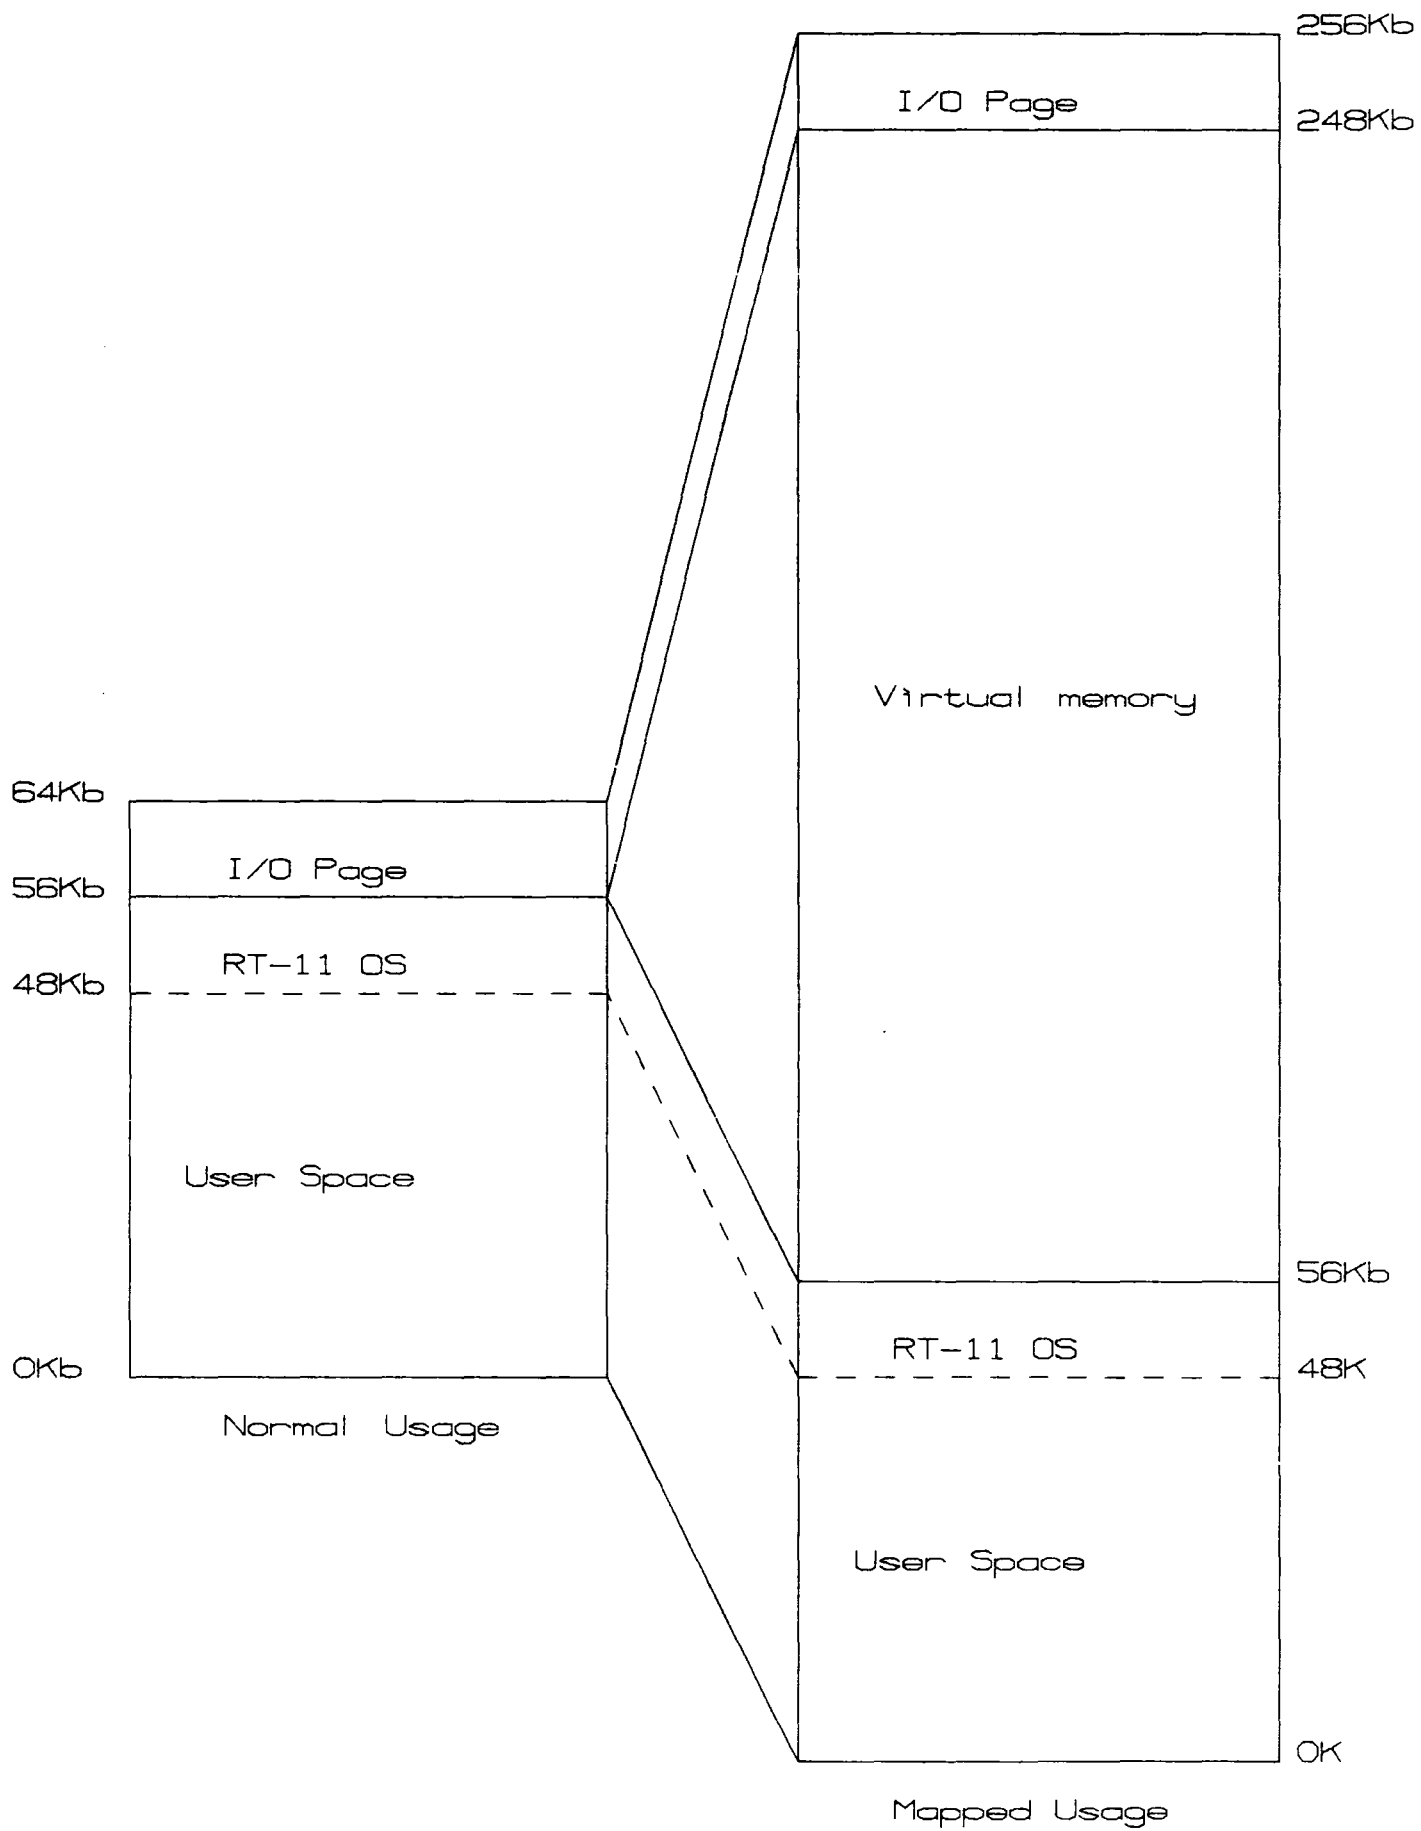 256Kb
I/O Page
248Kb
Virtual memory
64Kb
I/O Page
56Kb
RT-11 OS
48Kb
User Space
56Kb
RT-11 OS
48K
0Kb
Normal Usage
User Space
0K
Mapped Usage